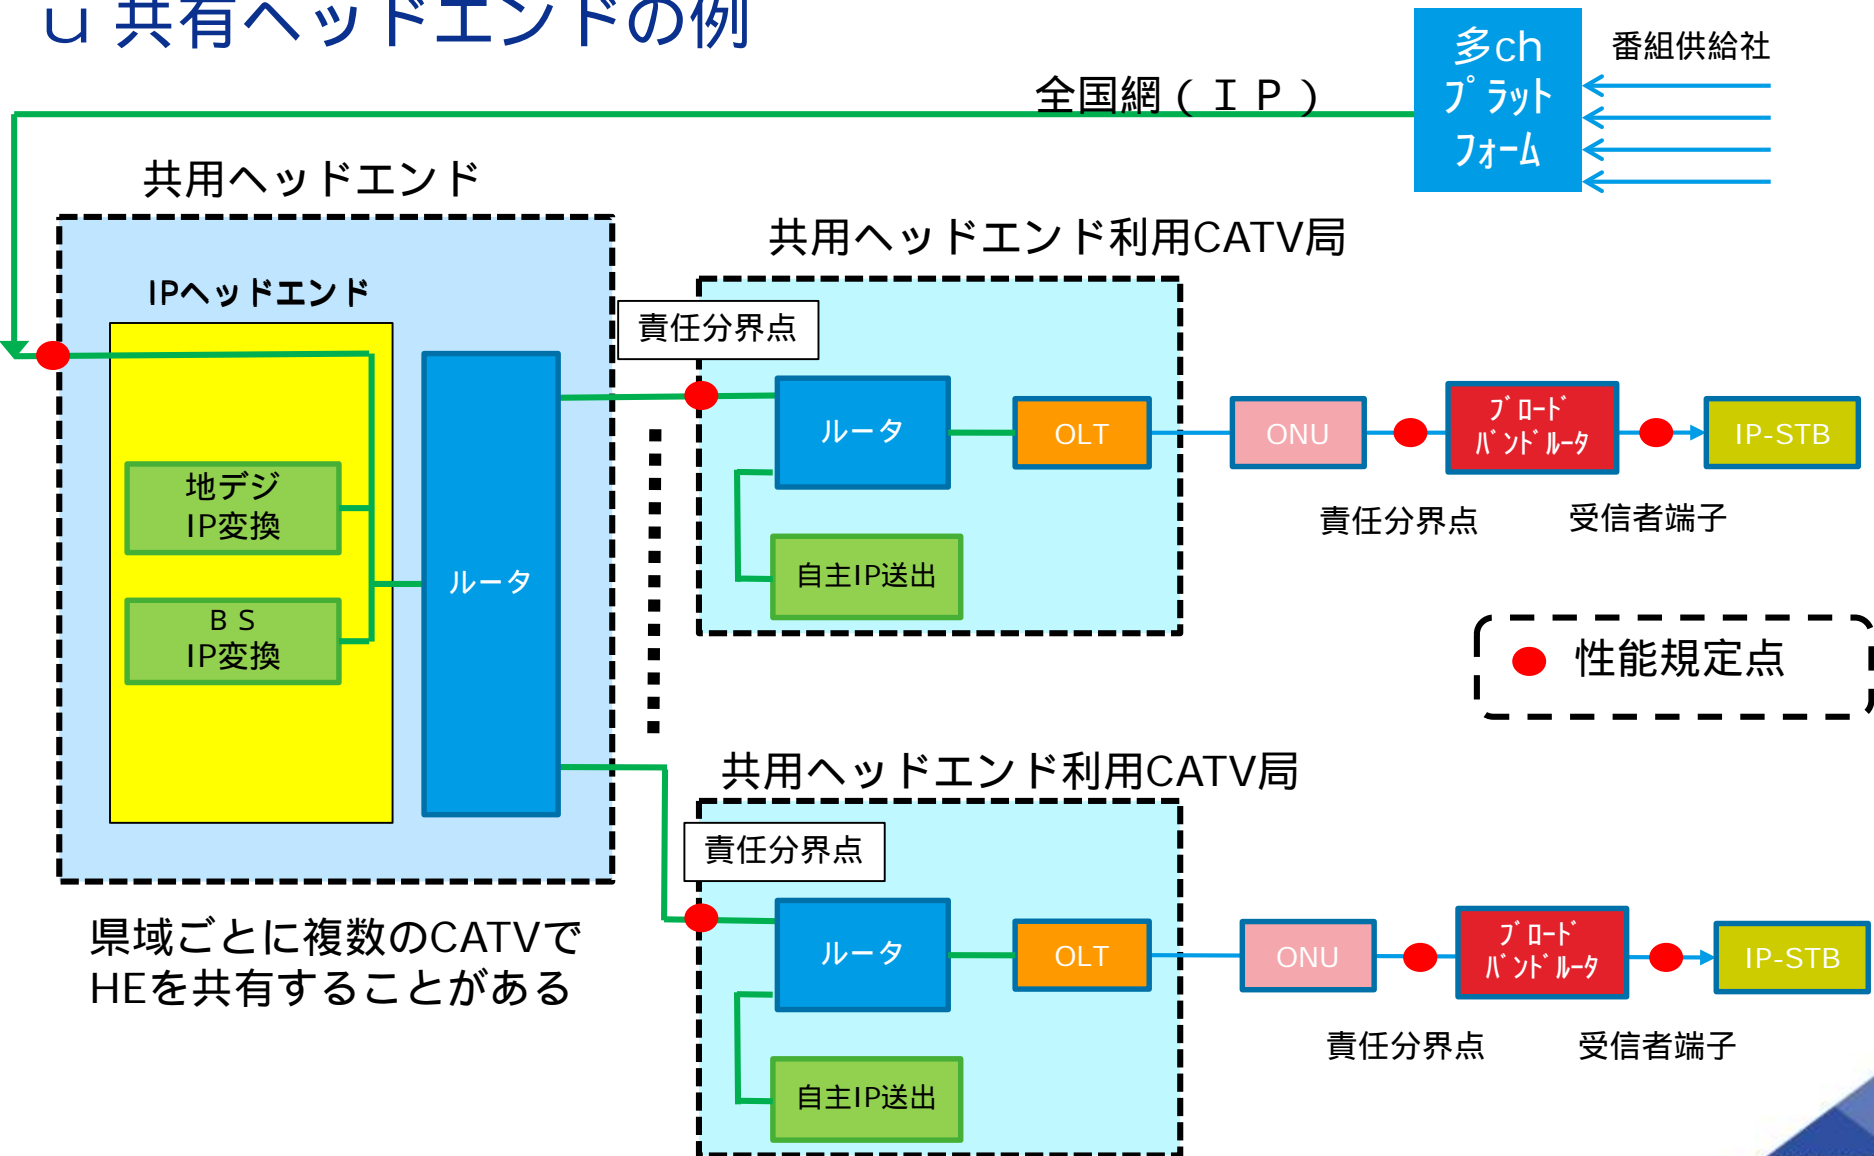 u 共有ヘッドエンドの例
多ch
ﾌﾟﾗｯﾄ
ﾌｫｰﾑ
番組供給社
全国網(IP)
共用ヘッドエンド
IPヘッドエンド
地デジ
IP変換
BS
IP変換
ルータ
県域ごとに複数のCATVで
HEを共有することがある
共用ヘッドエンド利用CATV局
責任分界点
ルータ
OLT
自主IP送出
ONU
ﾌﾞﾛｰﾄﾞ
ﾊﾞﾝﾄﾞﾙｰﾀ
IP-STB
責任分界点
受信者端子
性能規定点
共用ヘッドエンド利用CATV局
責任分界点
ルータ
OLT
自主IP送出
ONU
ﾌﾞﾛｰﾄﾞ
ﾊﾞﾝﾄﾞﾙｰﾀ
IP-STB
責任分界点
受信者端子